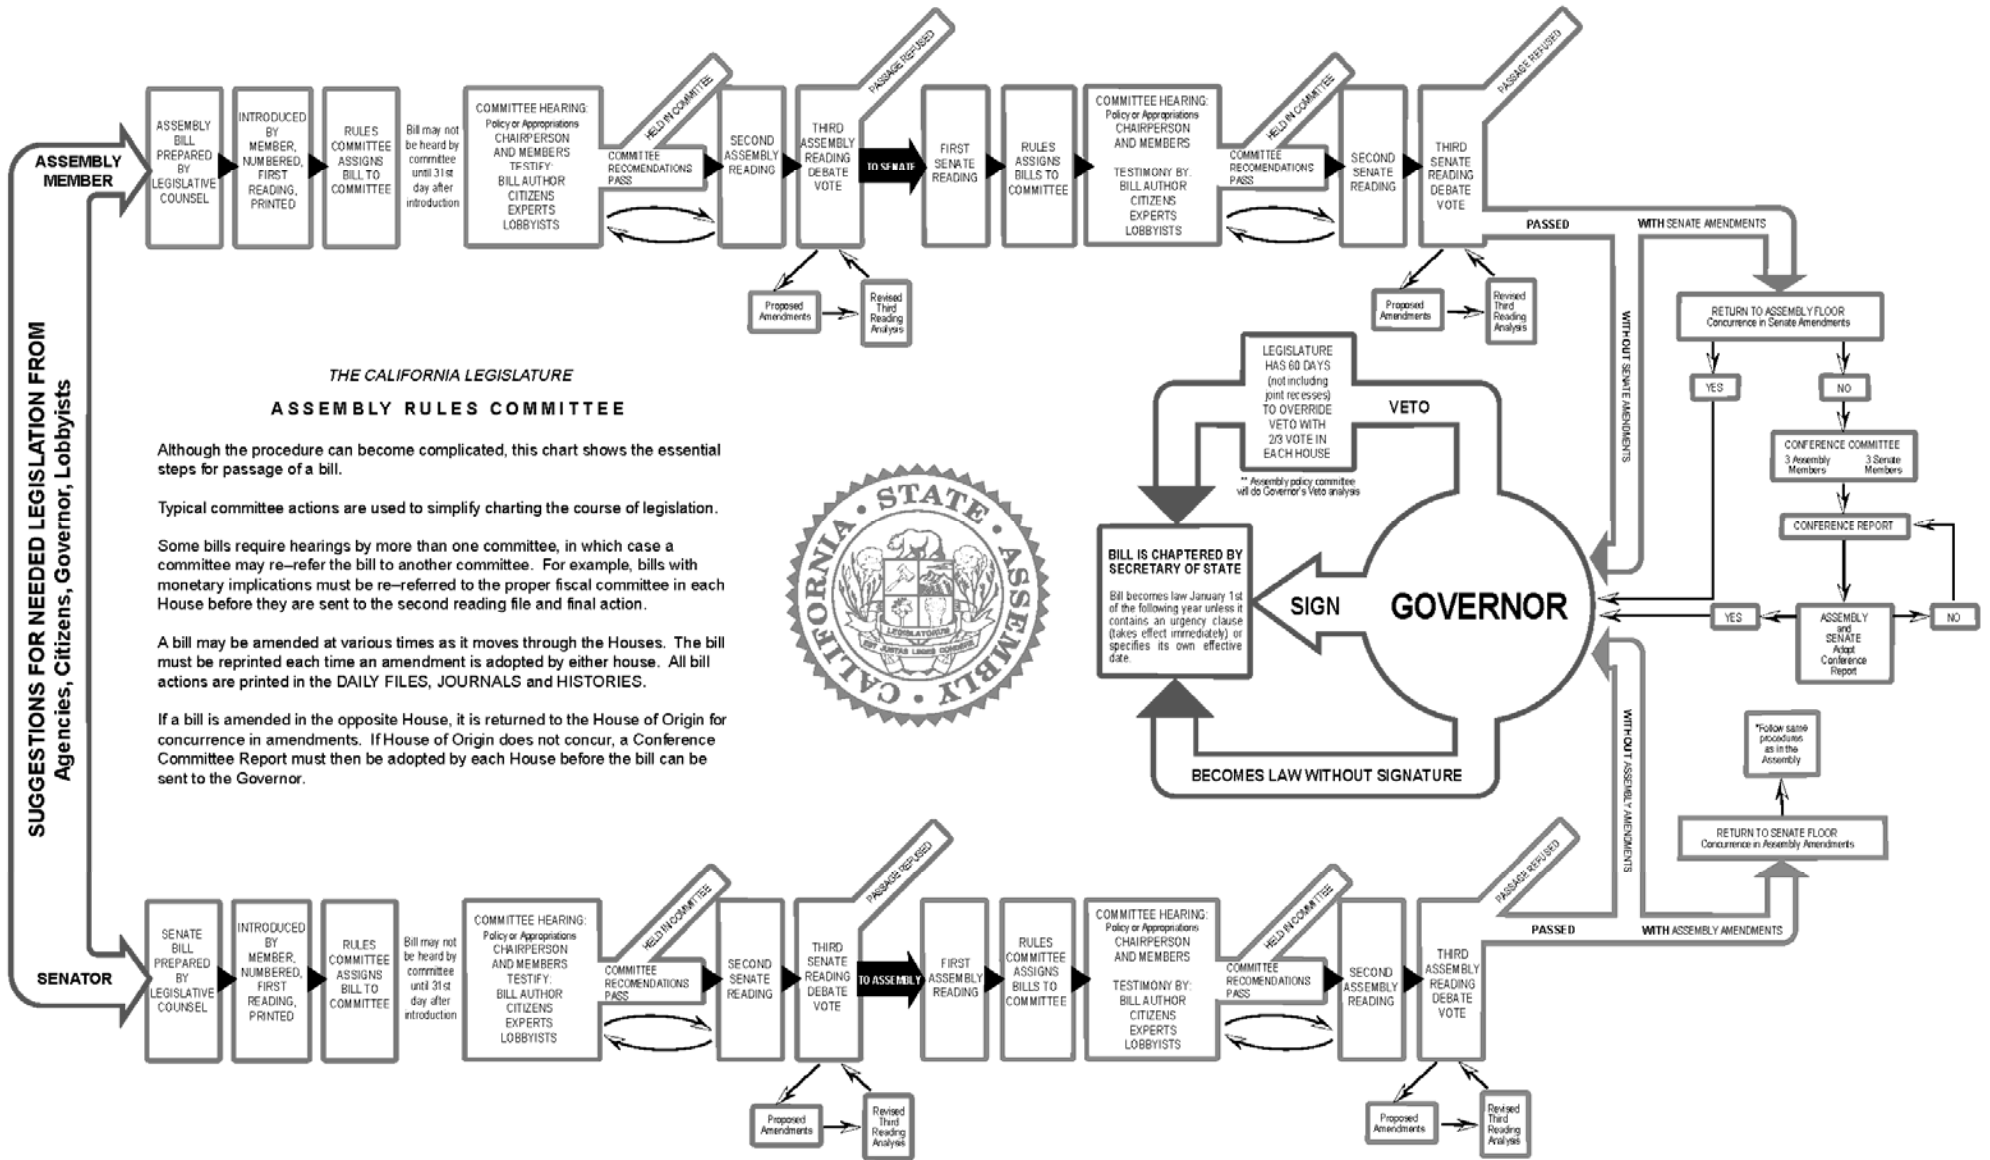 SUGGESTIONS FOR NEEDED LEGISLATION FROM
Agencies, Citizens, Governor, Lobbyists
ASSEMBLY
MEMBER
ASSEMBLY
BILL
PREPARED
BY
LEGISLATIVE
COUNSEL
INTRODUCED
BY
MEMBER,
NUMBERED,
FIRST
READING,
PRINTED
RULES
COMMITTEE
ASSIGNS
BILL TO
COMMITTEE
Bill may not
be heard by
committee
until 31st
day after
introduction
COMMITTEE HEARING:
Policy or Appropriations
CHAIRPERSON
AND MEMBERS
TESTIFY:
BILL AUTHOR
CITIZENS
EXPERTS
LOBBYISTS
HELD IN COMMITTEE
COMMITTEE
RECOMENDATIONS
PASS
SECOND
ASSEMBLY
READING
THIRD
ASSEMBLY
READING
DEBATE
VOTE
PASSAGE REFUSED
Proposed
Amendments
Revised
Third
Reading
Analysis
TO SENATE
FIRST
SENATE
READING
RULES
ASSIGNS
BILLS TO
COMMITTEE
COMMITTEE HEARING:
Policy or Appropriations
CHAIRPERSON
AND MEMBERS
TESTIMONY BY:
BILL AUTHOR
CITIZENS
EXPERTS
LOBBYISTS
HELD IN COMMITTEE
COMMITTEE
RECOMENDATIONS
PASS
SECOND
SENATE
READING
THIRD
SENATE
READING
DEBATE
VOTE
PASSAGE REFUSED
Proposed
Amendments
Revised
Third
Reading
Analysis
PASSED
WITH SENATE AMENDMENTS
WITHOUT SENATE AMENDMENTS
RETURN TO ASSEMBLY FLOOR
Concurrence in Senate Amendments
YES
NO
CONFERENCE COMMITTEE
3 Assembly
Members
3 Senate
Members
CONFERENCE REPORT
ASSEMBLY
and
SENATE
Adopt
Conference
Report
YES
NO
THE CALIFORNIA LEGISLATURE
ASSEMBLY RULES COMMITTEE
Although the procedure can become complicated, this chart shows the essential
steps for passage of a bill.
Typical committee actions are used to simplify charting the course of legislation.
Some bills require hearings by more than one committee, in which case a
committee may re–refer the bill to another committee. For example, bills with
monetary implications must be re–referred to the proper fiscal committee in each
House before they are sent to the second reading file and final action.
A bill may be amended at various times as it moves through the Houses. The bill
must be reprinted each time an amendment is adopted by either house. All bill
actions are printed in the DAILY FILES, JOURNALS and HISTORIES.
If a bill is amended in the opposite House, it is returned to the House of Origin for
concurrence in amendments. If House of Origin does not concur, a Conference
Committee Report must then be adopted by each House before the bill can be
sent to the Governor.
CALIFORNIA • STATE • ASSEMBLY •
LEGISLATORUM
EST JUSTAS LEGES CONDERE
LEGISLATURE
HAS 60 DAYS
(not including
joint recesses)
TO OVERRIDE
VETO WITH
2/3 VOTE IN
EACH HOUSE
VETO
** Assembly policy committee
will do Governor's Veto analysis
BILL IS CHAPTERED BY
SECRETARY OF STATE
Bill becomes law January 1st
of the following year unless it
contains an urgency clause
(takes effect immediately) or
specifies its own effective
date.
SIGN
GOVERNOR
BECOMES LAW WITHOUT SIGNATURE
*Follow same
procedures
as in the
Assembly
RETURN TO SENATE FLOOR
Concurrence in Assembly Amendments
WITHOUT ASSEMBLY AMENDMENTS
PASSED
WITH ASSEMBLY AMENDMENTS
SENATOR
SENATE
BILL
PREPARED
BY
LEGISLATIVE
COUNSEL
INTRODUCED
BY
MEMBER,
NUMBERED,
FIRST
READING,
PRINTED
RULES
COMMITTEE
ASSIGNS
BILL TO
COMMITTEE
Bill may not
be heard by
committee
until 31st
day after
introduction
COMMITTEE HEARING:
Policy or Appropriations
CHAIRPERSON
AND MEMBERS
TESTIFY:
BILL AUTHOR
CITIZENS
EXPERTS
LOBBYISTS
HELD IN COMMITTEE
COMMITTEE
RECOMENDATIONS
PASS
SECOND
SENATE
READING
THIRD
SENATE
READING
DEBATE
VOTE
PASSAGE REFUSED
Proposed
Amendments
Revised
Third
Reading
Analysis
TO ASSEMBLY
FIRST
ASSEMBLY
READING
RULES
COMMITTEE
ASSIGNS
BILLS TO
COMMITTEE
COMMITTEE HEARING:
Policy or Appropriations
CHAIRPERSON
AND MEMBERS
TESTIMONY BY:
BILL AUTHOR
CITIZENS
EXPERTS
LOBBYISTS
HELD IN COMMITTEE
COMMITTEE
RECOMENDATIONS
PASS
SECOND
ASSEMBLY
READING
THIRD
ASSEMBLY
READING
DEBATE
VOTE
PASSAGE REFUSED
Proposed
Amendments
Revised
Third
Reading
Analysis